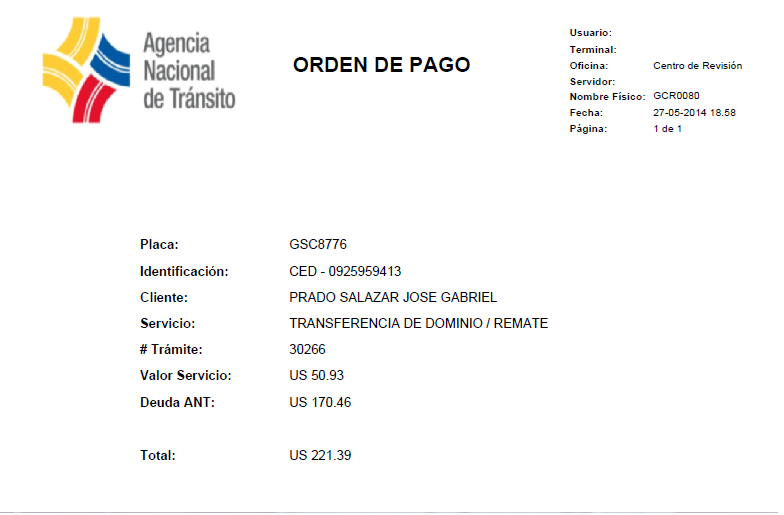 Agencia
Nacional
de Tránsito
ORDEN DE PAGO
Usuario:
Terminal:
Oficina: Centro de Revisión
Servidor:
Nombre Físico: GCR0080
Fecha: 27-05-2014 18.58
Página: 1 de 1
Placa: GSC8776
Identificación: CED - 0925959413
Cliente: PRADO SALAZAR JOSE GABRIEL
Servicio: TRANSFERENCIA DE DOMINIO / REMATE
# Trámite: 30266
Valor Servicio: US 50.93
Deuda ANT: US 170.46
Total: US 221.39